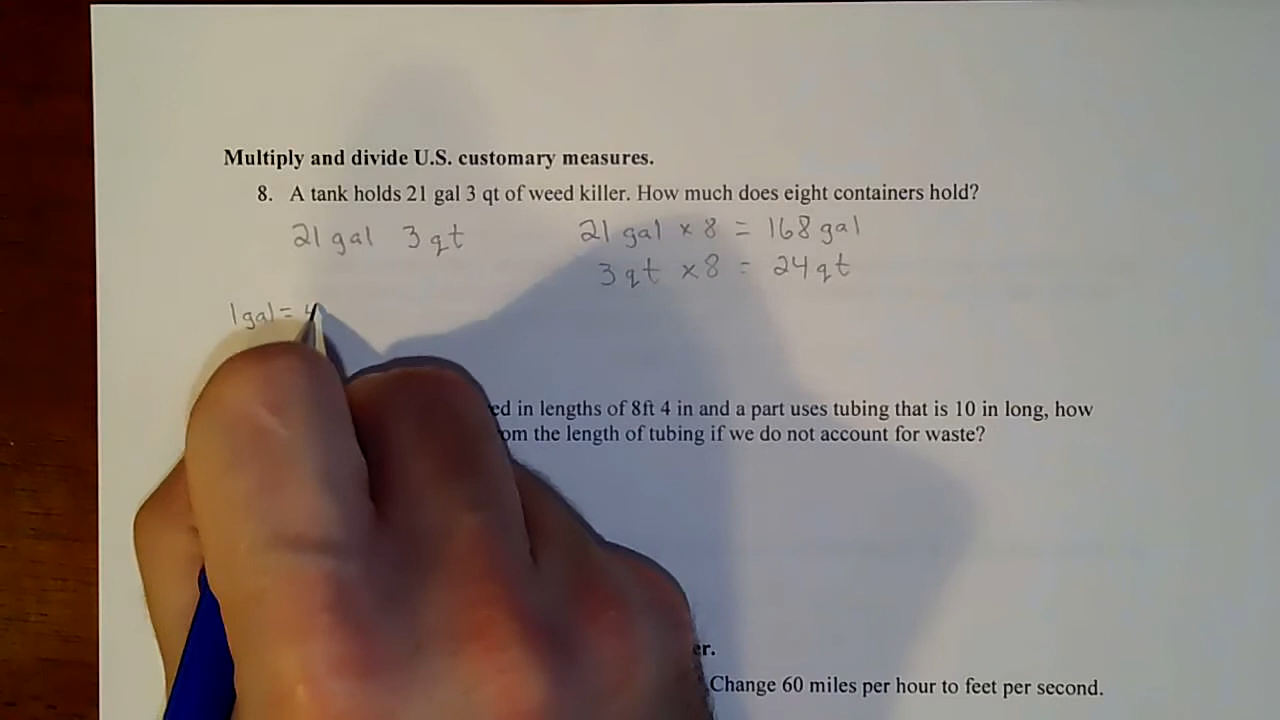 Multiply and divide U.S. customary measures.
8. A tank holds 21 gal 3 qt of weed killer. How much does eight containers hold?
21 gal 3 qt
21 gal × 8 = 168 gal
3 qt × 8 = 24 qt
1 gal = 4
in lengths of 8ft 4 in and a part uses tubing that is 10 in long, how
the length of tubing if we do not account for waste?
Change 60 miles per hour to feet per second.